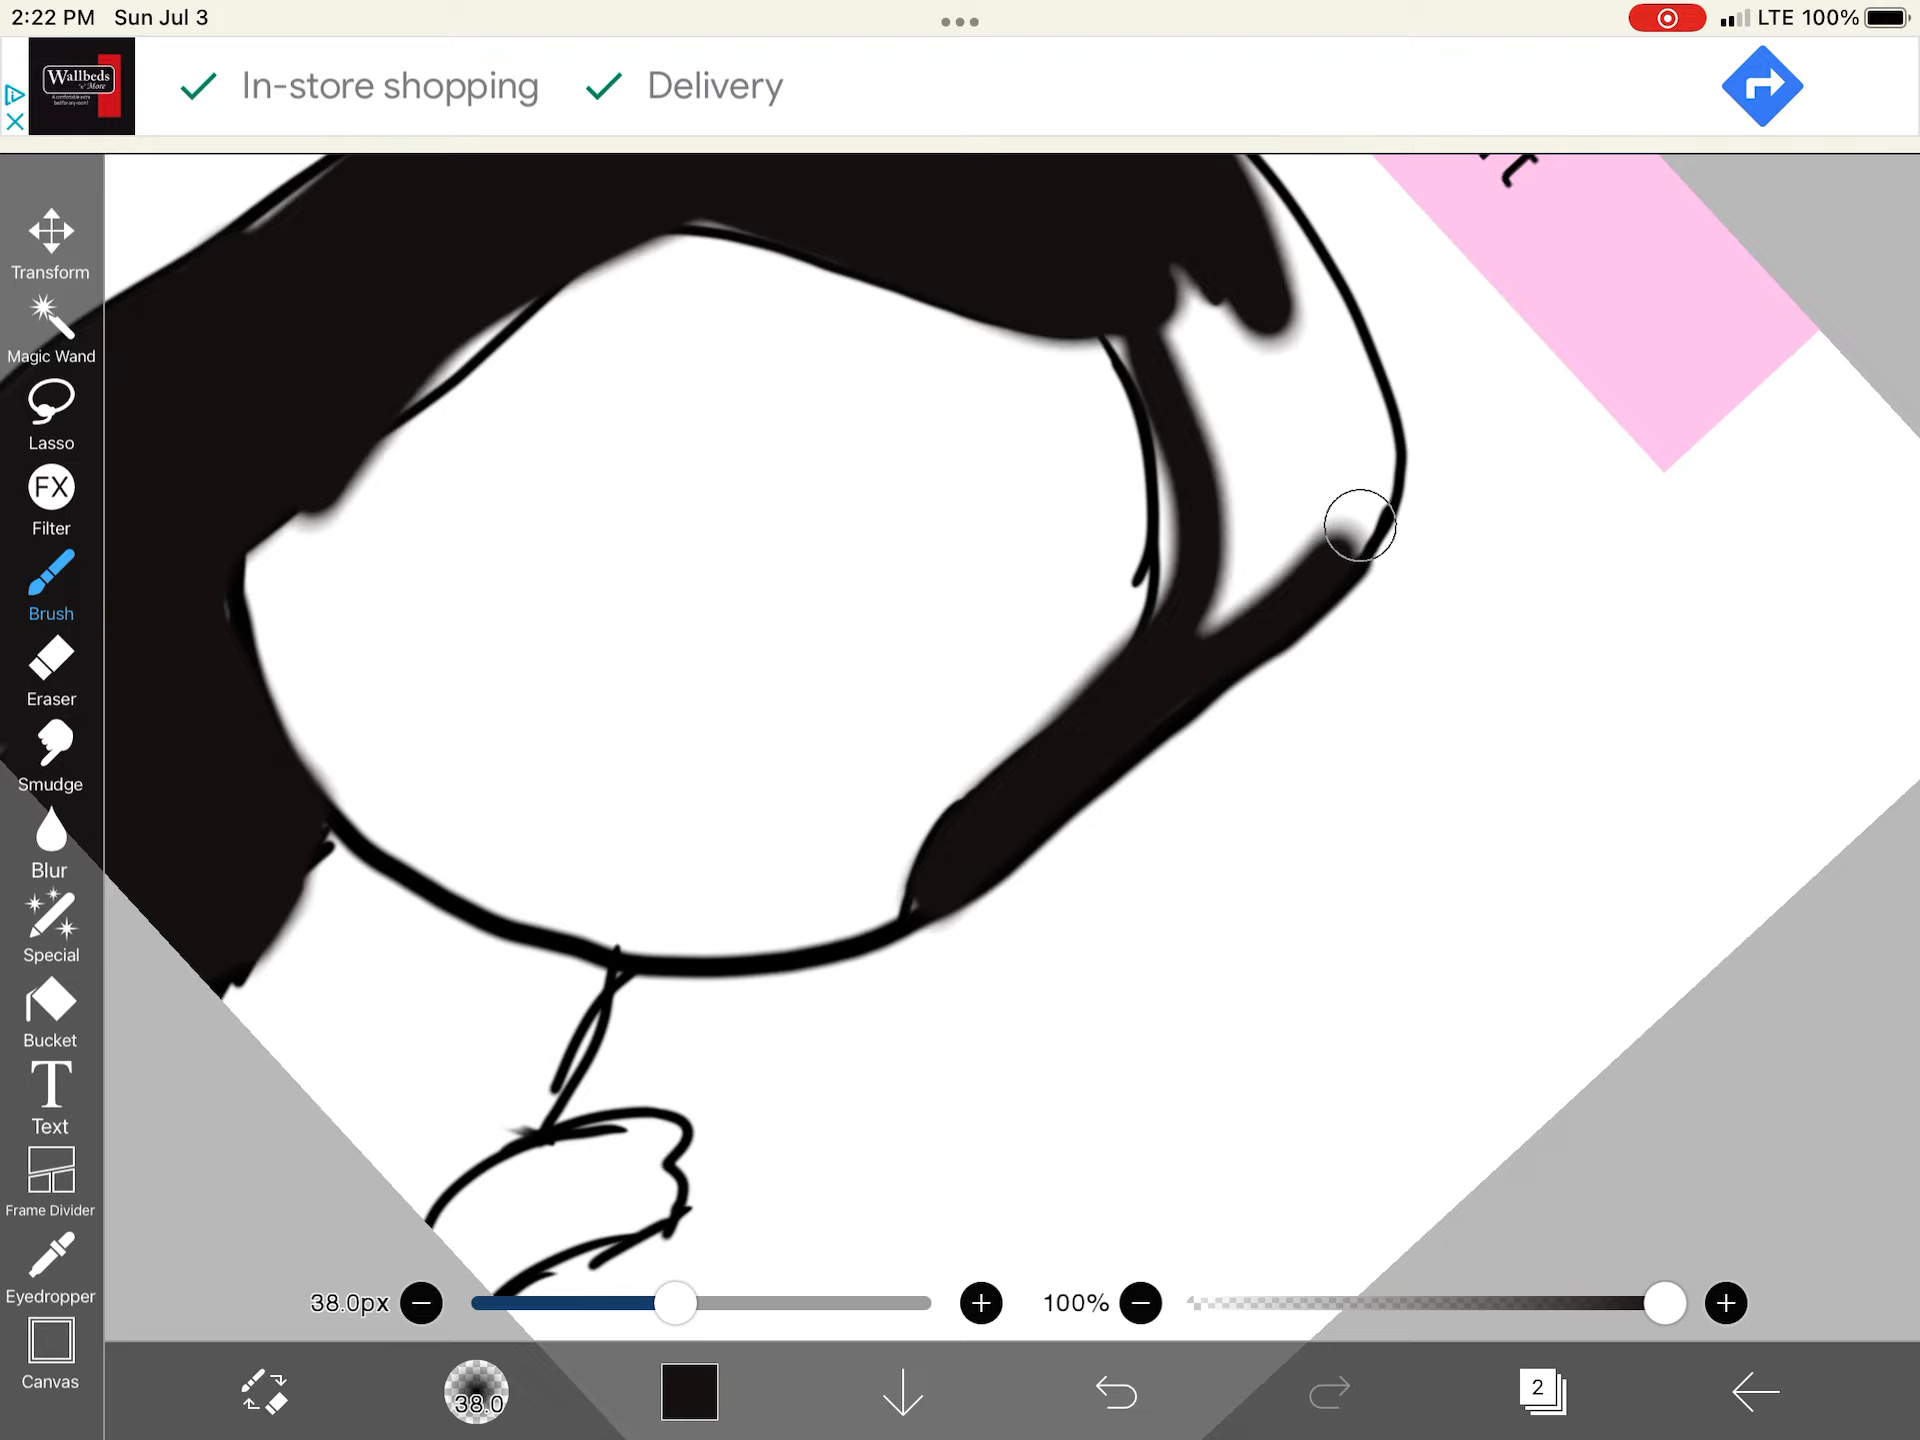 2:22 PM Sun Jul 3
LTE 100%
Wallbeds
"n" More
In-store shopping
Delivery
Transform
Magic Wand
Lasso
FX
Filter
Brush
Eraser
Smudge
Blur
Special
Bucket
T
Text
Frame Divider
Eyedropper
Canvas
38.0px
100%
38.0
2